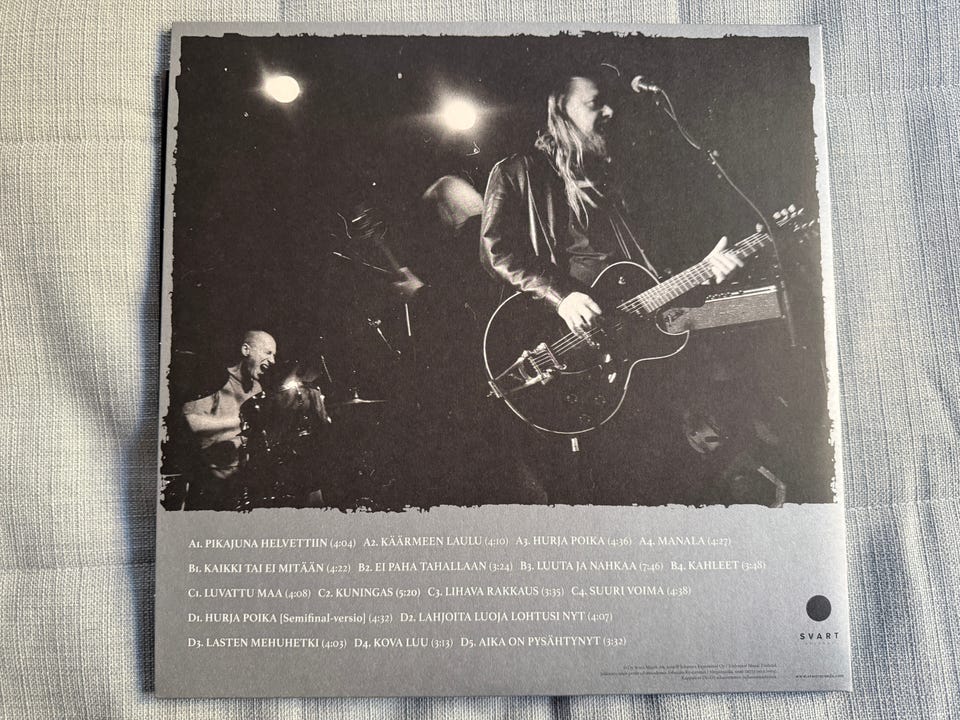 A1. PIKAJUNA HELVETTIIN (4:04) A2. KÄÄRMEEN LAULU (4:10) A3. HURJA POIKA (4:36) A4. MANALA (4:27)
B1. KAIKKI TAI EI MITÄÄN (4:22) B2. EI PAHA TAHALLAAN (3:24) B3. LUUTA JA NAHKAA (7:46) B4. KAHLEET (3:48)
C1. LUVATTU MAA (4:08) C2. KUNINGAS (5:20) C3. LIHAVA RAKKAUS (3:35) C4. SUURI VOIMA (4:38)
D1. HURJA POIKA [Semifinal-versio] (4:32) D2. LAHJOITA LUOJA LOHTUSI NYT (4:07)
D3. LASTEN MEHUHETKI (4:03) D4. KOVA LUU (3:13) D5. AIKA ON PYSÄHTYNYT (3:32)
SVART
www.svartrecords.com